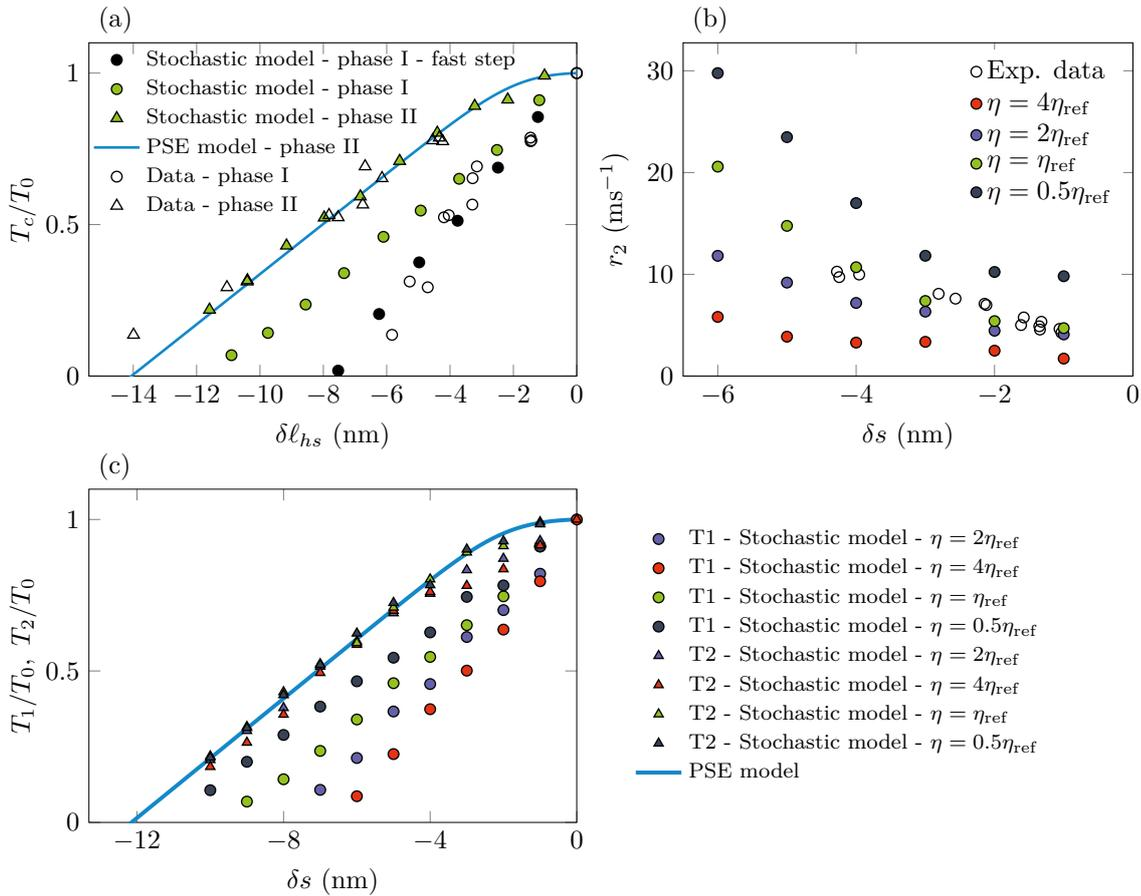 (a)
Stochastic model - phase I - fast step
Stochastic model - phase I
Stochastic model - phase II
PSE model - phase II
Data - phase I
Data - phase II
1
0.5
0
T_c/T_0
−14 −12 −10 −8 −6 −4 −2 0
δℓ_hs (nm)
(b)
Exp. data
η = 4η_ref
η = 2η_ref
η = η_ref
η = 0.5η_ref
30
20
10
0
r_2 (ms^−1)
−6 −4 −2 0
δs (nm)
(c)
1
0.5
0
T_1/T_0, T_2/T_0
−12 −8 −4 0
δs (nm)
T1 - Stochastic model - η = 2η_ref
T1 - Stochastic model - η = 4η_ref
T1 - Stochastic model - η = η_ref
T1 - Stochastic model - η = 0.5η_ref
T2 - Stochastic model - η = 2η_ref
T2 - Stochastic model - η = 4η_ref
T2 - Stochastic model - η = η_ref
T2 - Stochastic model - η = 0.5η_ref
PSE model